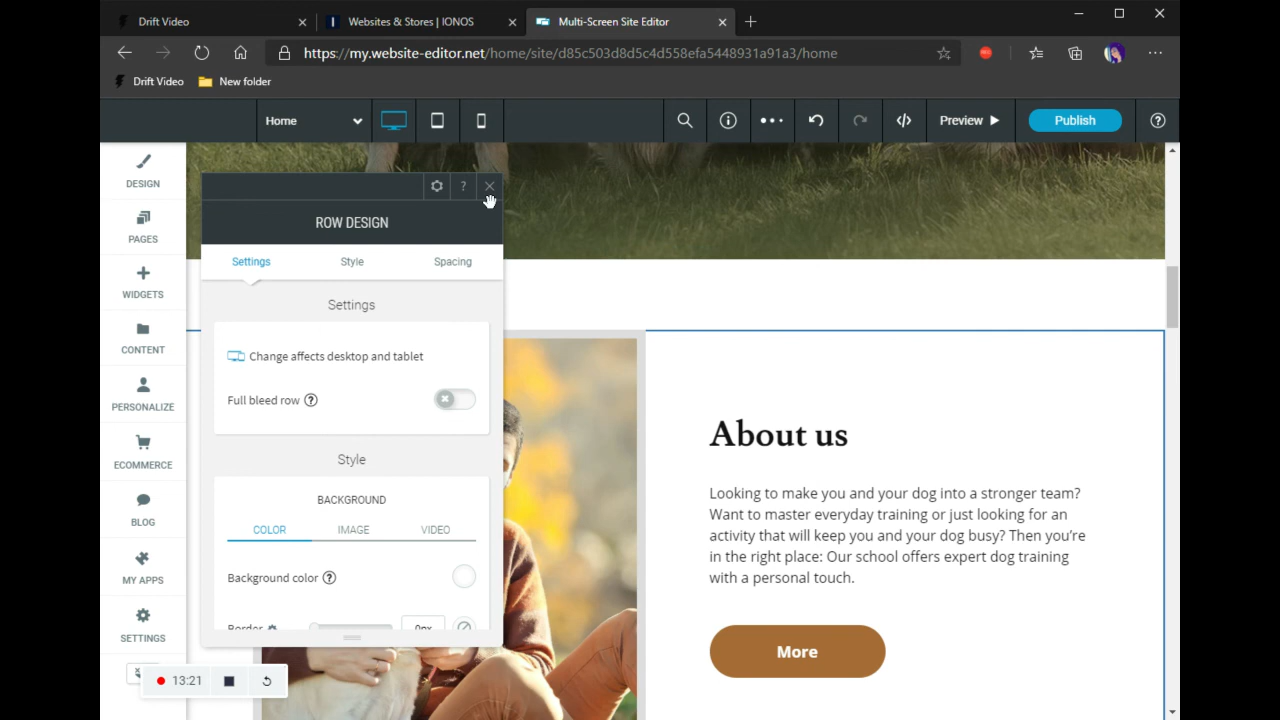 Drift Video
Websites & Stores | IONOS
Multi-Screen Site Editor
https://my.website-editor.net/home/site/d85c503d8d5c4d558efa5448931a91a3/home
Drift Video
New folder
Home
Preview
Publish
DESIGN
PAGES
WIDGETS
CONTENT
PERSONALIZE
ECOMMERCE
BLOG
MY APPS
SETTINGS
?
ROW DESIGN
Settings
Style
Spacing
Settings
Change affects desktop and tablet
Full bleed row ?
Style
BACKGROUND
COLOR
IMAGE
VIDEO
Background color ?
Border
0px
About us
Looking to make you and your dog into a stronger team?
Want to master everyday training or just looking for an
activity that will keep you and your dog busy? Then you're
in the right place: Our school offers expert dog training
with a personal touch.
More
13:21